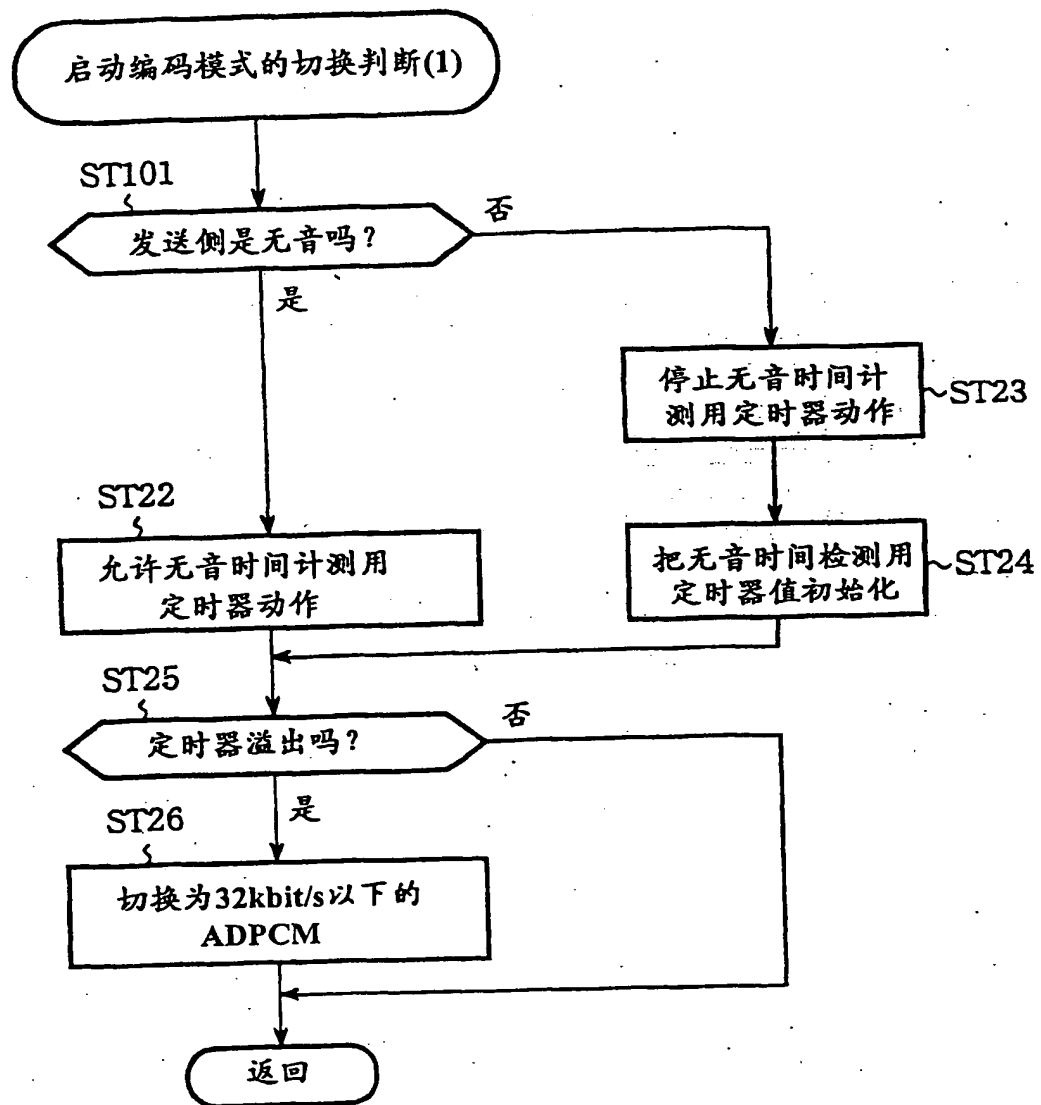 启动编码模式的切换判断(1)
ST101
发送侧是无音吗？
否
是
停止无音时间计
测用定时器动作
ST23
ST22
允许无音时间计测用
定时器动作
把无音时间检测用
定时器值初始化
ST24
ST25
定时器溢出吗？
否
是
ST26
切换为32kbit/s以下的
ADPCM
返回